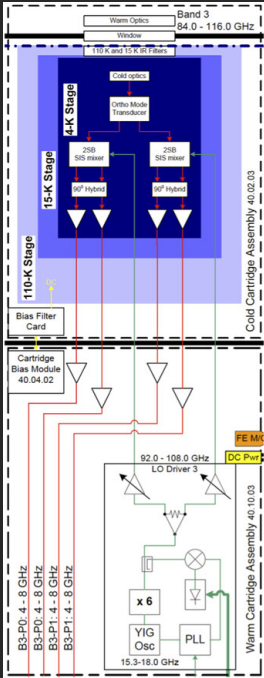 Warm Optics
Band 3
84.0 - 116.0 GHz
Window
110 K and 15 K IR Filters
Cold optics
Ortho Mode
Transducer
4-K Stage
2SB
SIS mixer
2SB
SIS mixer
15-K Stage
90° Hybrid
90° Hybrid
110-K Stage
DC
Bias Filter
Card
Cold Cartridge Assembly 40.02.03
Cartridge
Bias Module
40.04.02
FE M/C
DC Pwr
92.0 - 108.0 GHz
LO Driver 3
x 6
YIG
Osc
PLL
15.3-18.0 GHz
B3-P0: 4 - 8 GHz
B3-P0: 4 - 8 GHz
B3-P1: 4 - 8 GHz
B3-P1: 4 - 8 GHz
Warm Cartridge Assembly 40.10.03